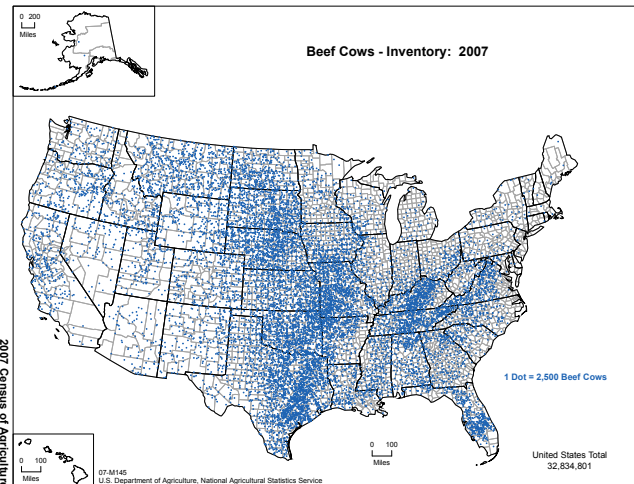 0 200
Miles
Beef Cows - Inventory: 2007
1 Dot = 2,500 Beef Cows
United States Total
32,834,801
0 100
Miles
0 100
Miles
07-M145
U.S. Department of Agriculture, National Agricultural Statistics Service
2007 Census of Agriculture